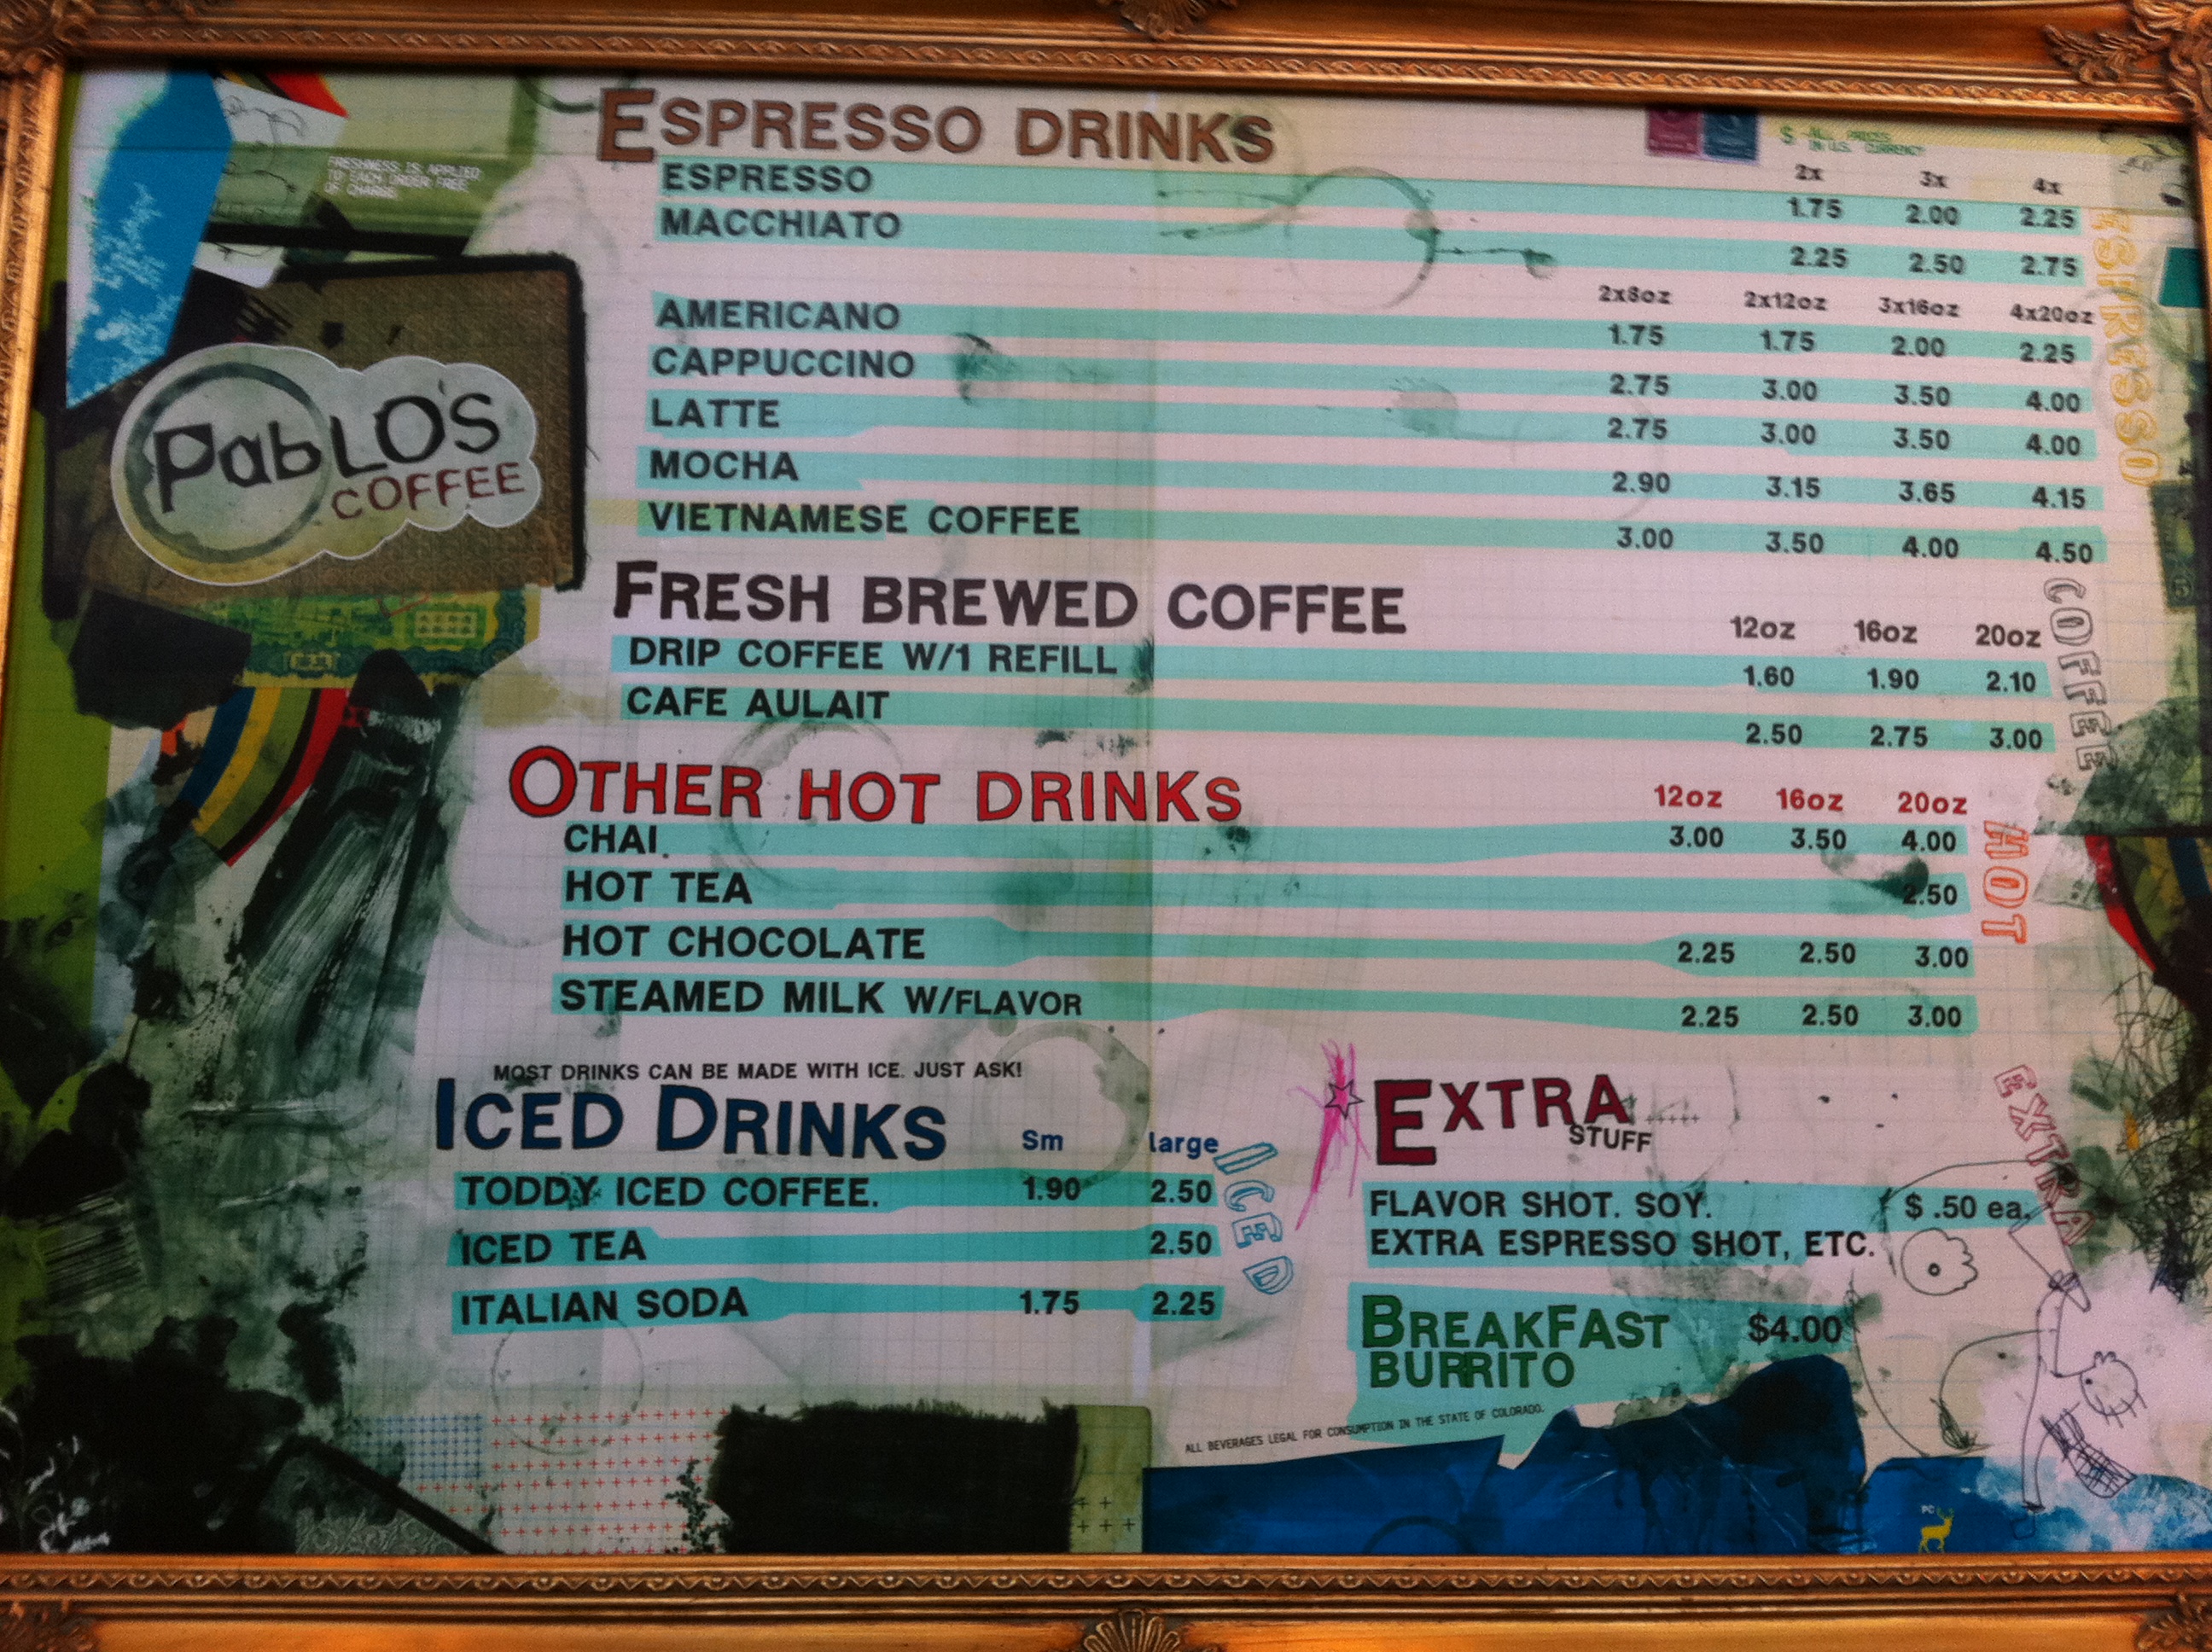 FRESHNESS IS APPLIED
TO EACH ORDER FREE
OF CHARGE
PabLO'S
COFFEE
ESPRESSO DRINKS
$ ALL PRICES
IN U.S. CURRENCY
2x 3x 4x
ESPRESSO 1.75 2.00 2.25
MACCHIATO 2.25 2.50 2.75
2x8oz 2x12oz 3x16oz 4x20oz
AMERICANO 1.75 1.75 2.00 2.25
CAPPUCCINO 2.75 3.00 3.50 4.00
LATTE 2.75 3.00 3.50 4.00
MOCHA 2.90 3.15 3.65 4.15
VIETNAMESE COFFEE 3.00 3.50 4.00 4.50
ESPRESSO
FRESH BREWED COFFEE
12oz 16oz 20oz
DRIP COFFEE W/1 REFILL 1.60 1.90 2.10
CAFE AULAIT 2.50 2.75 3.00
COFFEE
OTHER HOT DRINKS
12oz 16oz 20oz
CHAI. 3.00 3.50 4.00
HOT TEA 2.50
HOT CHOCOLATE 2.25 2.50 3.00
STEAMED MILK W/FLAVOR 2.25 2.50 3.00
HOT
MOST DRINKS CAN BE MADE WITH ICE. JUST ASK!
ICED DRINKS Sm large
TODDY ICED COFFEE. 1.90 2.50
ICED TEA 2.50
ITALIAN SODA 1.75 2.25
ICED
EXTRA
STUFF
FLAVOR SHOT. SOY. $ .50 ea.
EXTRA ESPRESSO SHOT, ETC.
EXTRA
BREAKFAST $4.00
BURRITO
ALL BEVERAGES LEGAL FOR CONSUMPTION IN THE STATE OF COLORADO.
PC